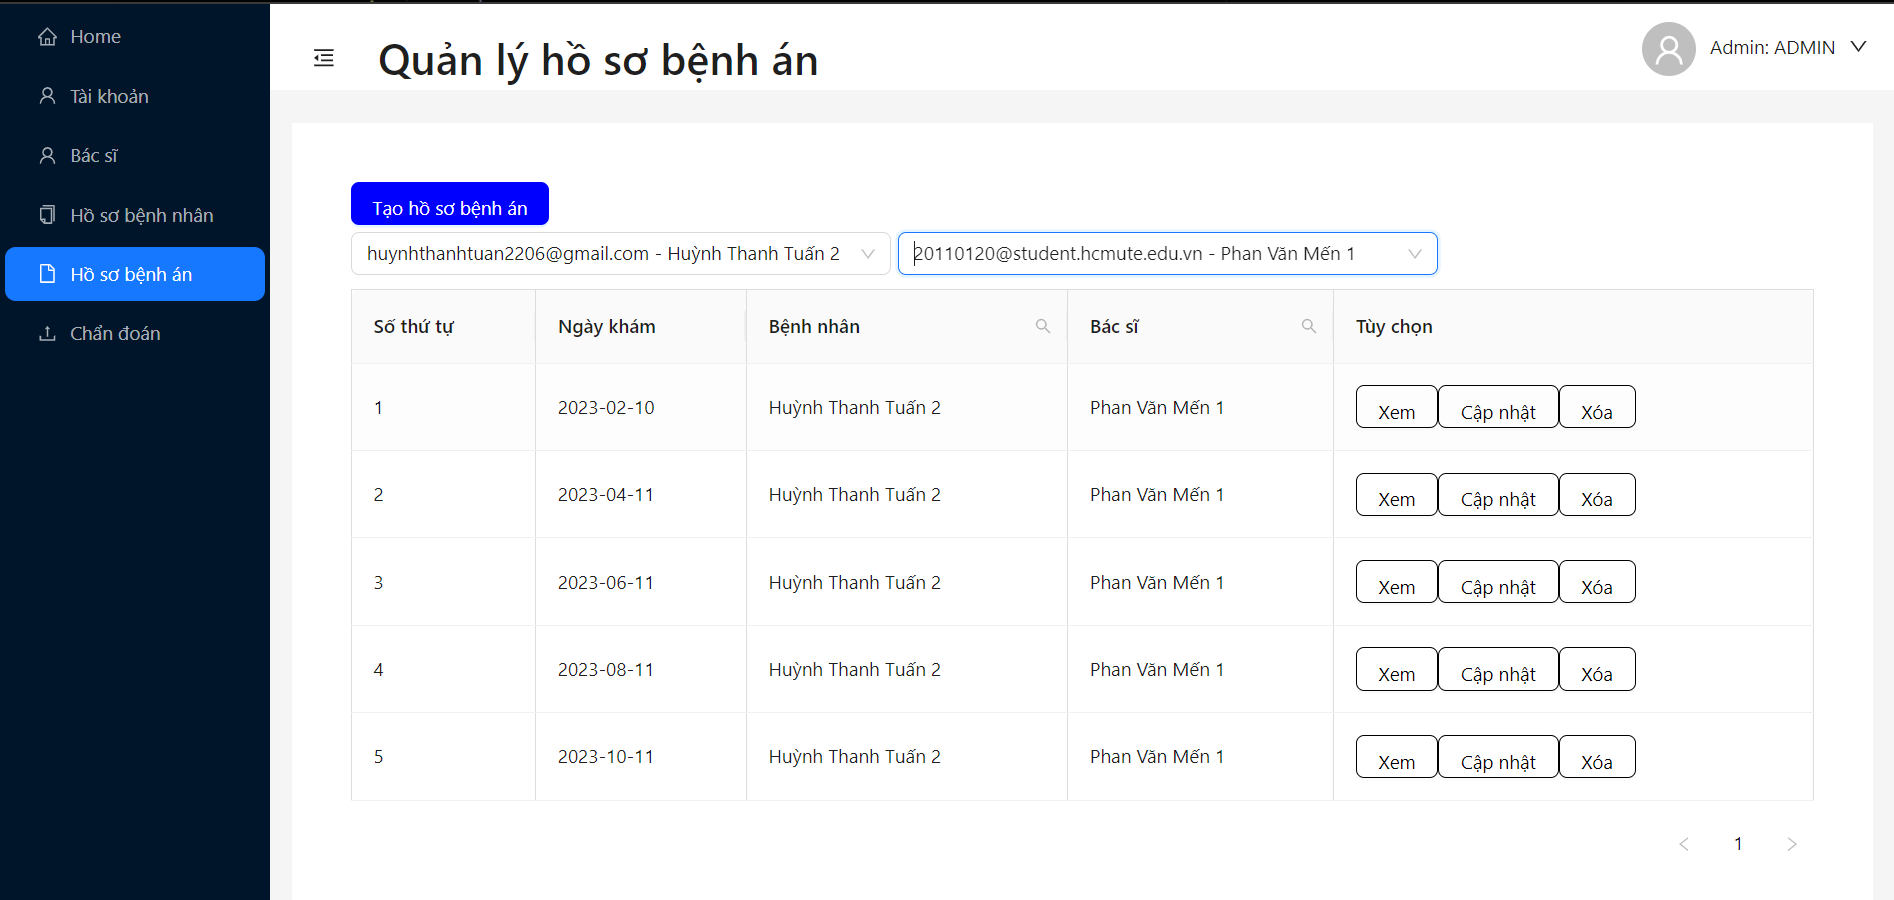 Home
Tài khoản
Bác sĩ
Hồ sơ bệnh nhân
Hồ sơ bệnh án
Chẩn đoán
Quản lý hồ sơ bệnh án
Admin: ADMIN
Tạo hồ sơ bệnh án
huynhthanhtuan2206@gmail.com - Huỳnh Thanh Tuấn 2
20110120@student.hcmute.edu.vn - Phan Văn Mến 1
Số thứ tự Ngày khám Bệnh nhân Bác sĩ Tùy chọn
1 2023-02-10 Huỳnh Thanh Tuấn 2 Phan Văn Mến 1 Xem Cập nhật Xóa
2 2023-04-11 Huỳnh Thanh Tuấn 2 Phan Văn Mến 1 Xem Cập nhật Xóa
3 2023-06-11 Huỳnh Thanh Tuấn 2 Phan Văn Mến 1 Xem Cập nhật Xóa
4 2023-08-11 Huỳnh Thanh Tuấn 2 Phan Văn Mến 1 Xem Cập nhật Xóa
5 2023-10-11 Huỳnh Thanh Tuấn 2 Phan Văn Mến 1 Xem Cập nhật Xóa
1